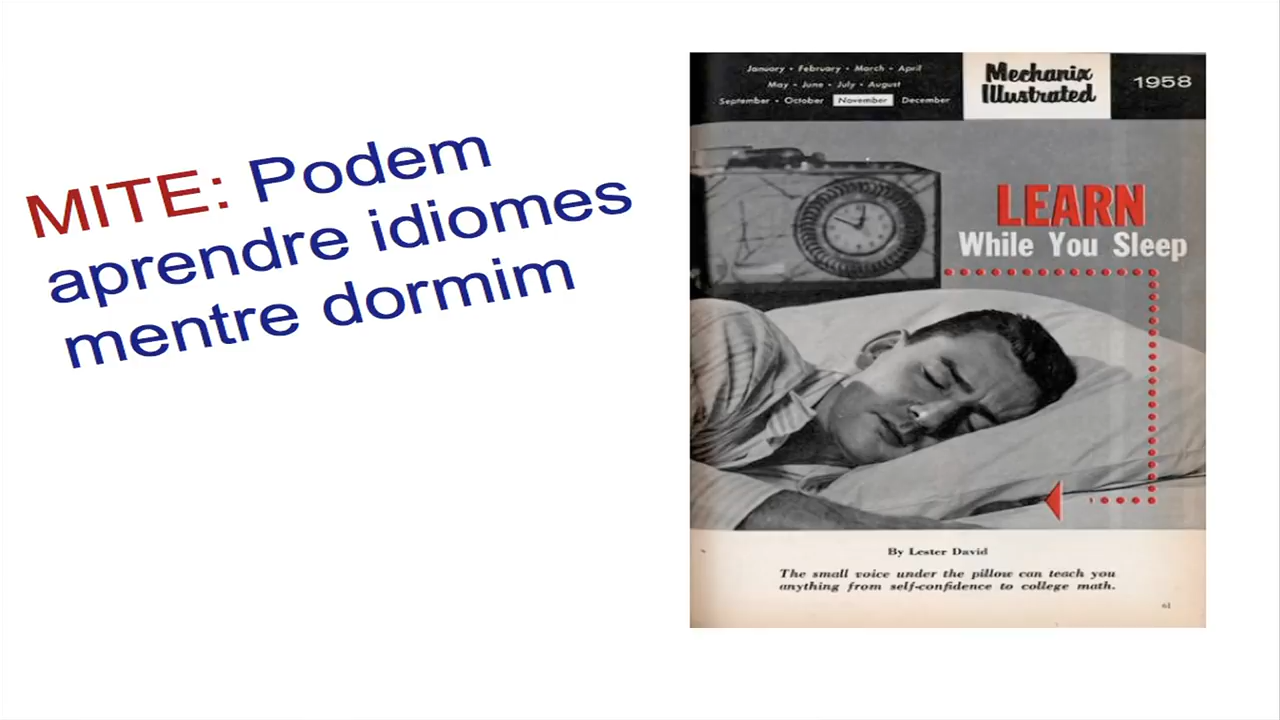 MITE: Podem
aprendre idiomes
mentre dormim
January • February • March • April
May • June • July • August
September • October November December
Mechanix
Illustrated
1958
LEARN
While You Sleep
By Lester David
The small voice under the pillow can teach you
anything from self-confidence to college math.
61